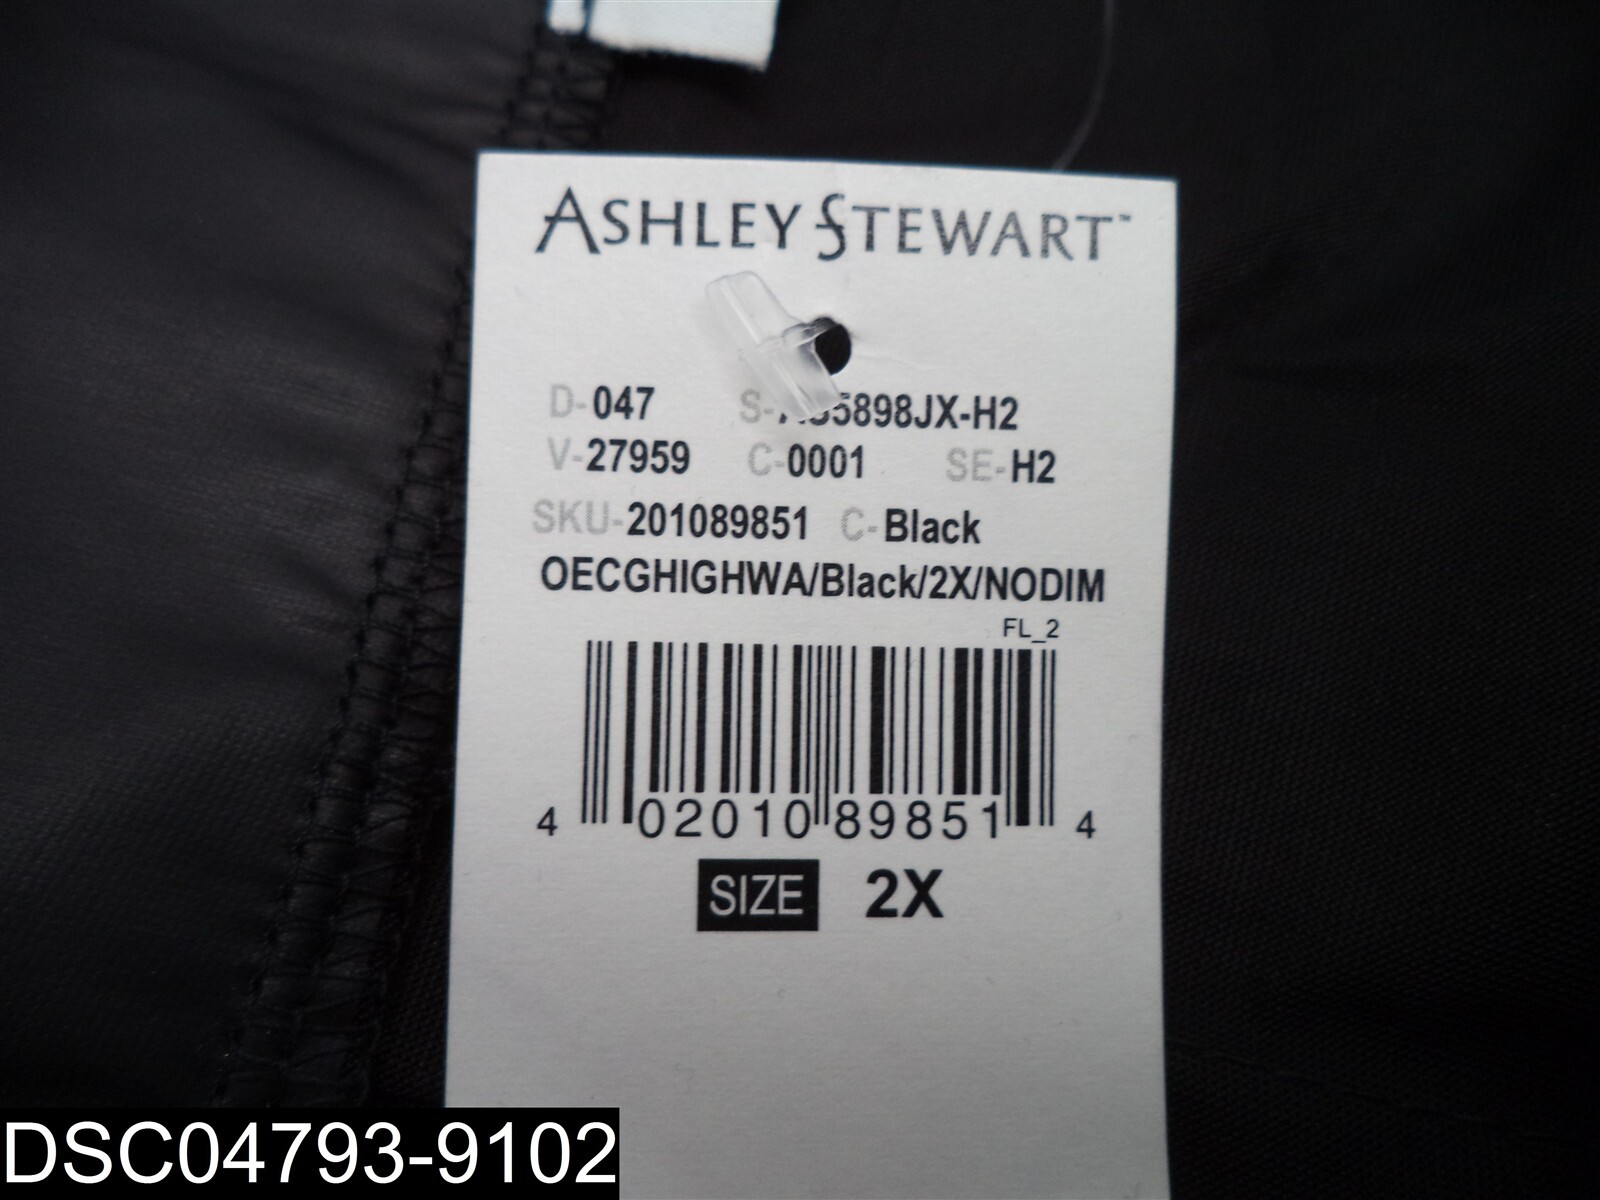 ASHLEY STEWART™
D-047 S-
V-27959 C-0001 SE-H2
SKU-201089851 C-Black
OECGHIGHWA/Black/2X/NODIM
FL_2
4 02010 89851 4
SIZE 2X
DSC04793-9102